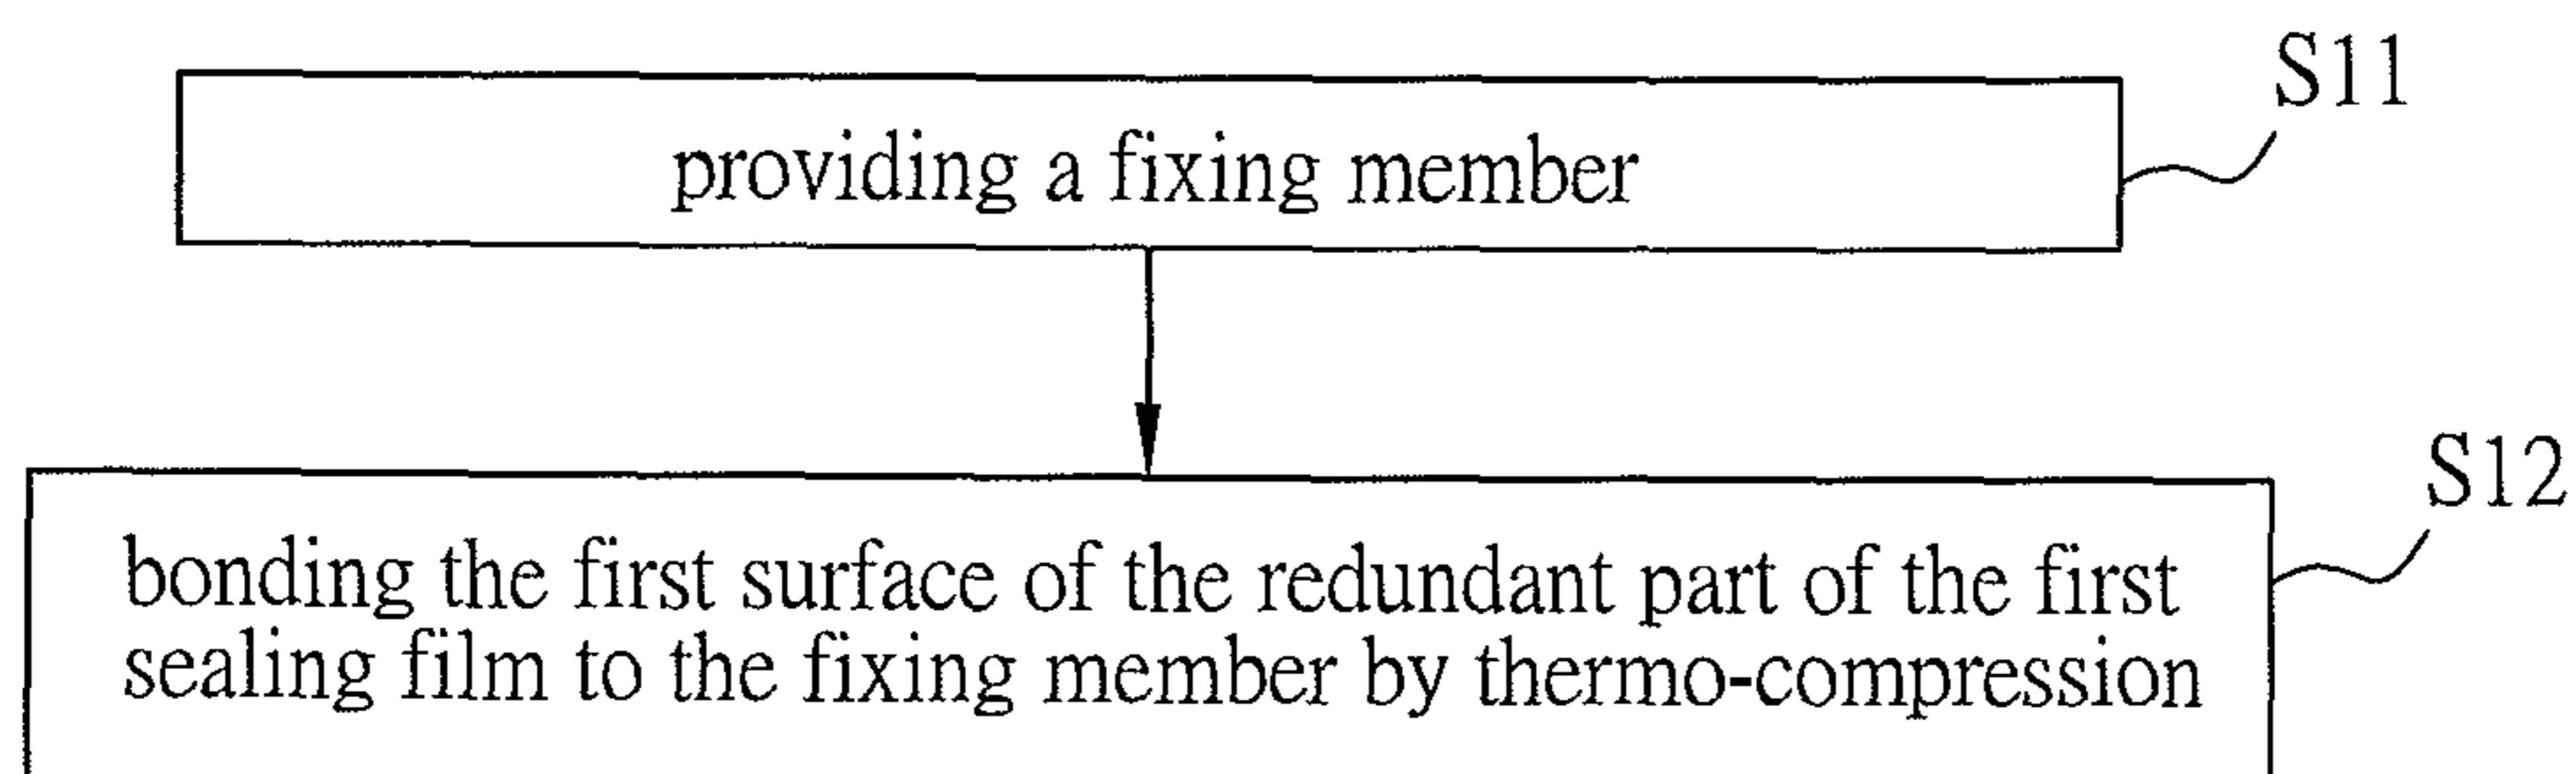 S11
providing a fixing member
S12
bonding the first surface of the redundant part of the first
sealing film to the fixing member by thermo-compression